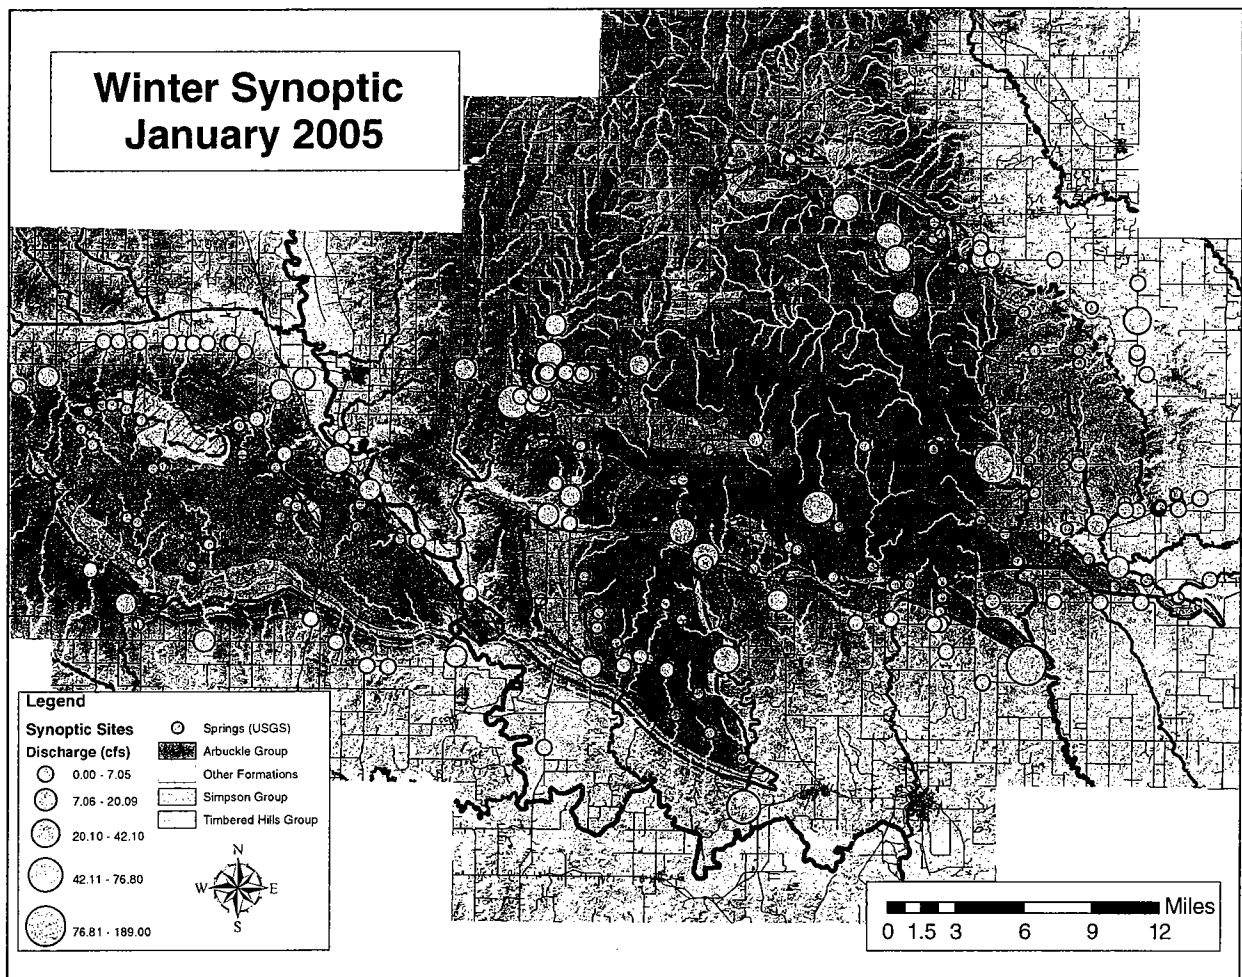 Winter Synoptic
January 2005
Legend
Synoptic Sites
Discharge (cfs)
0.00 - 7.05
7.06 - 20.09
20.10 - 42.10
42.11 - 76.80
76.81 - 189.00
Springs (USGS)
Arbuckle Group
Other Formations
Simpson Group
Timbered Hills Group
N
W E
S
Miles
0 1.5 3 6 9 12